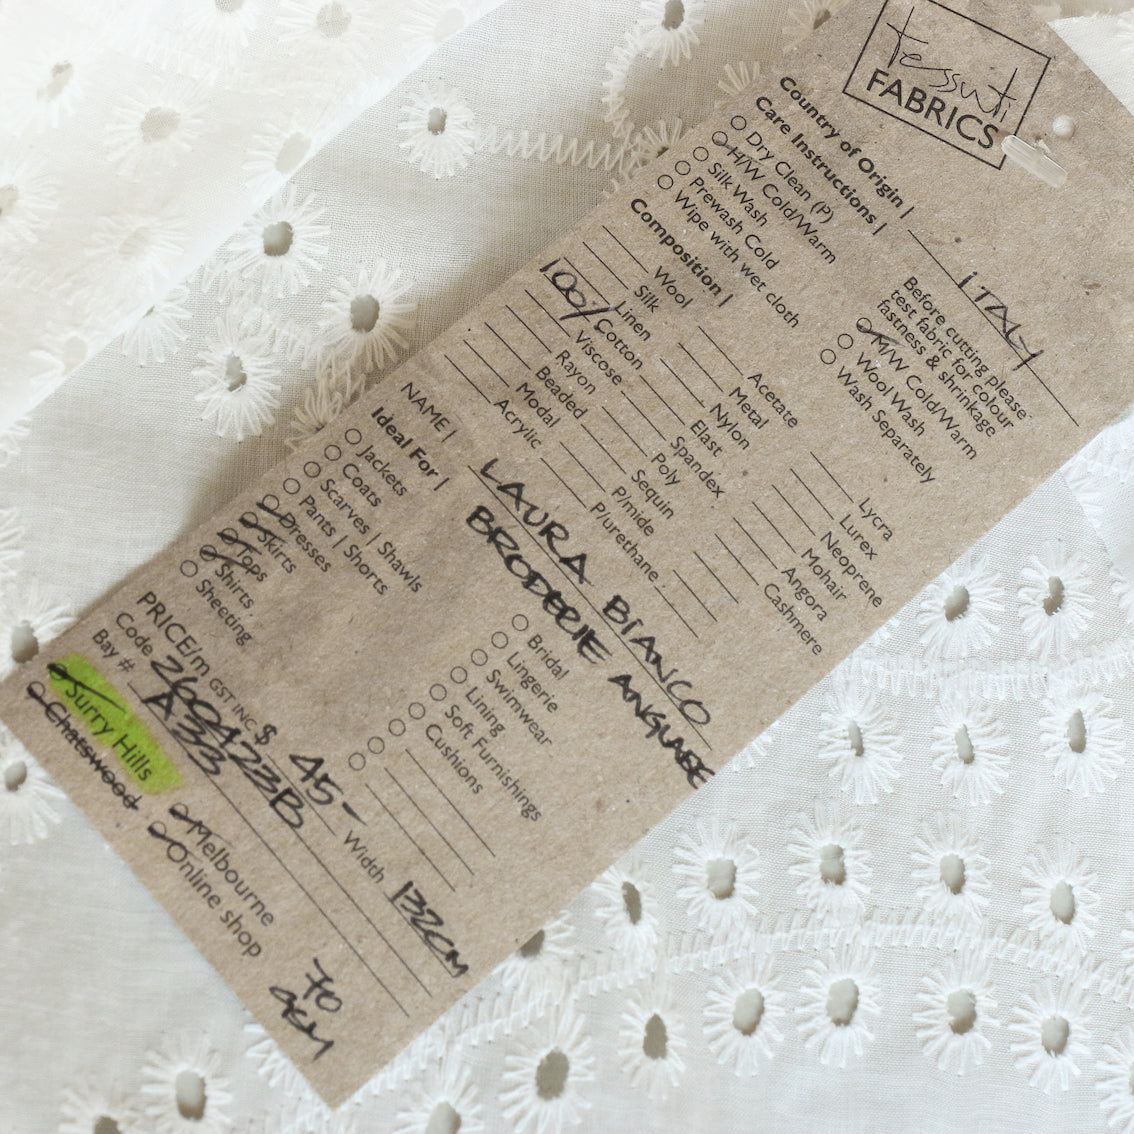 tessuti
FABRICS
Country of Origin | iTALY
Care Instructions |
Dry Clean (P)
H/W Cold/Warm
Silk Wash
Prewash Cold
Wipe with wet cloth
Before cutting please
test fabric for colour
fastness & shrinkage
M/W Cold/Warm
Wool Wash
Wash Separately
Composition |
Wool
Silk
Linen
100% Cotton
Viscose
Rayon
Beaded
Modal
Acrylic
Acetate
Metal
Nylon
Elast
Spandex
Poly
Sequin
P/mide
P/urethane
Lycra
Lurex
Neoprene
Mohair
Angora
Cashmere
NAME | LAURA BiANCO
BRODERIE ANGLAISE
Ideal For |
Jackets
Coats
Scarves | Shawls
Pants | Shorts
Dresses
Skirts
Tops
Shirts
Sheeting
Bridal
Lingerie
Swimwear
Lining
Soft Furnishings
Cushions
PRICE/m GST INC $ 45- Width 132CM
Code 260423B
Bay # A33B
Surry Hills
Chatswood
Melbourne
Online shop
70
GSM